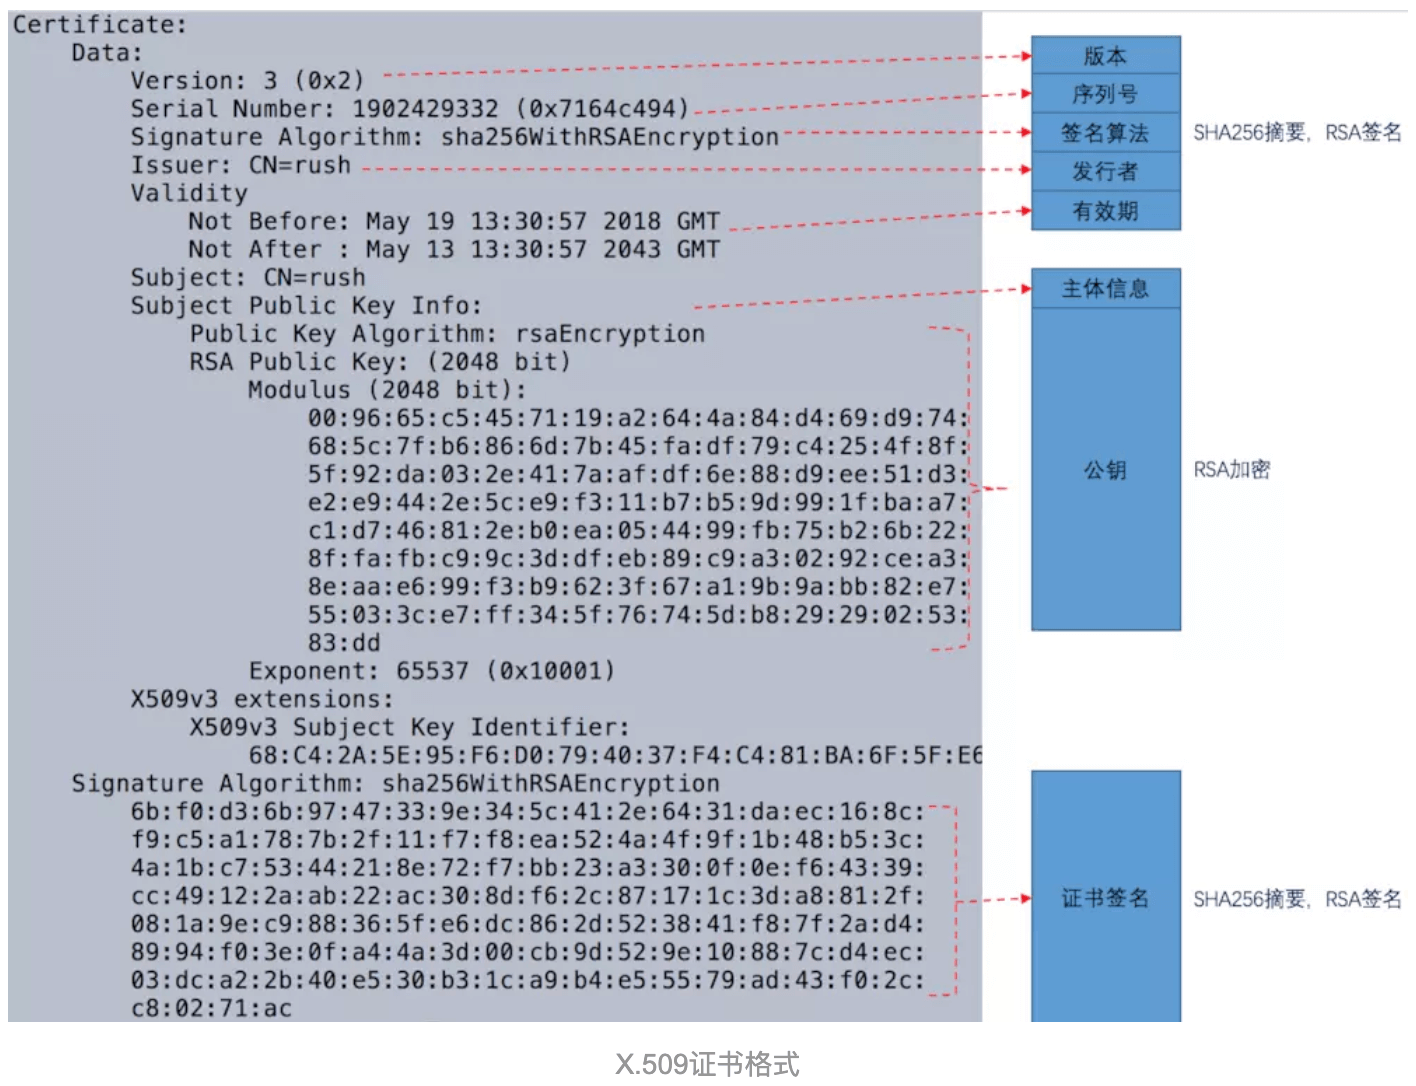 Certificate:
Data:
Version: 3 (0x2)
Serial Number: 1902429332 (0x7164c494)
Signature Algorithm: sha256WithRSAEncryption
Issuer: CN=rush
Validity
Not Before: May 19 13:30:57 2018 GMT
Not After : May 13 13:30:57 2043 GMT
Subject: CN=rush
Subject Public Key Info:
Public Key Algorithm: rsaEncryption
RSA Public Key: (2048 bit)
Modulus (2048 bit):
00:96:65:c5:45:71:19:a2:64:4a:84:d4:69:d9:74:
68:5c:7f:b6:86:6d:7b:45:fa:df:79:c4:25:4f:8f:
5f:92:da:03:2e:41:7a:af:df:6e:88:d9:ee:51:d3:
e2:e9:44:2e:5c:e9:f3:11:b7:b5:9d:99:1f:ba:a7:
c1:d7:46:81:2e:b0:ea:05:44:99:fb:75:b2:6b:22:
8f:fa:fb:c9:9c:3d:df:eb:89:c9:a3:02:92:ce:a3:
8e:aa:e6:99:f3:b9:62:3f:67:a1:9b:9a:bb:82:e7:
55:03:3c:e7:ff:34:5f:76:74:5d:b8:29:29:02:53:
83:dd
Exponent: 65537 (0x10001)
X509v3 extensions:
X509v3 Subject Key Identifier:
68:C4:2A:5E:95:F6:D0:79:40:37:F4:C4:81:BA:6F:5F:E6
Signature Algorithm: sha256WithRSAEncryption
6b:f0:d3:6b:97:47:33:9e:34:5c:41:2e:64:31:da:ec:16:8c:
f9:c5:a1:78:7b:2f:11:f7:f8:ea:52:4a:4f:9f:1b:48:b5:3c:
4a:1b:c7:53:44:21:8e:72:f7:bb:23:a3:30:0f:0e:f6:43:39:
cc:49:12:2a:ab:22:ac:30:8d:f6:2c:87:17:1c:3d:a8:81:2f:
08:1a:9e:c9:88:36:5f:e6:dc:86:2d:52:38:41:f8:7f:2a:d4:
89:94:f0:3e:0f:a4:4a:3d:00:cb:9d:52:9e:10:88:7c:d4:ec:
03:dc:a2:2b:40:e5:30:b3:1c:a9:b4:e5:55:79:ad:43:f0:2c:
c8:02:71:ac
版本
序列号
签名算法 SHA256摘要，RSA签名
发行者
有效期
主体信息
公钥 RSA加密
证书签名 SHA256摘要，RSA签名
X.509证书格式